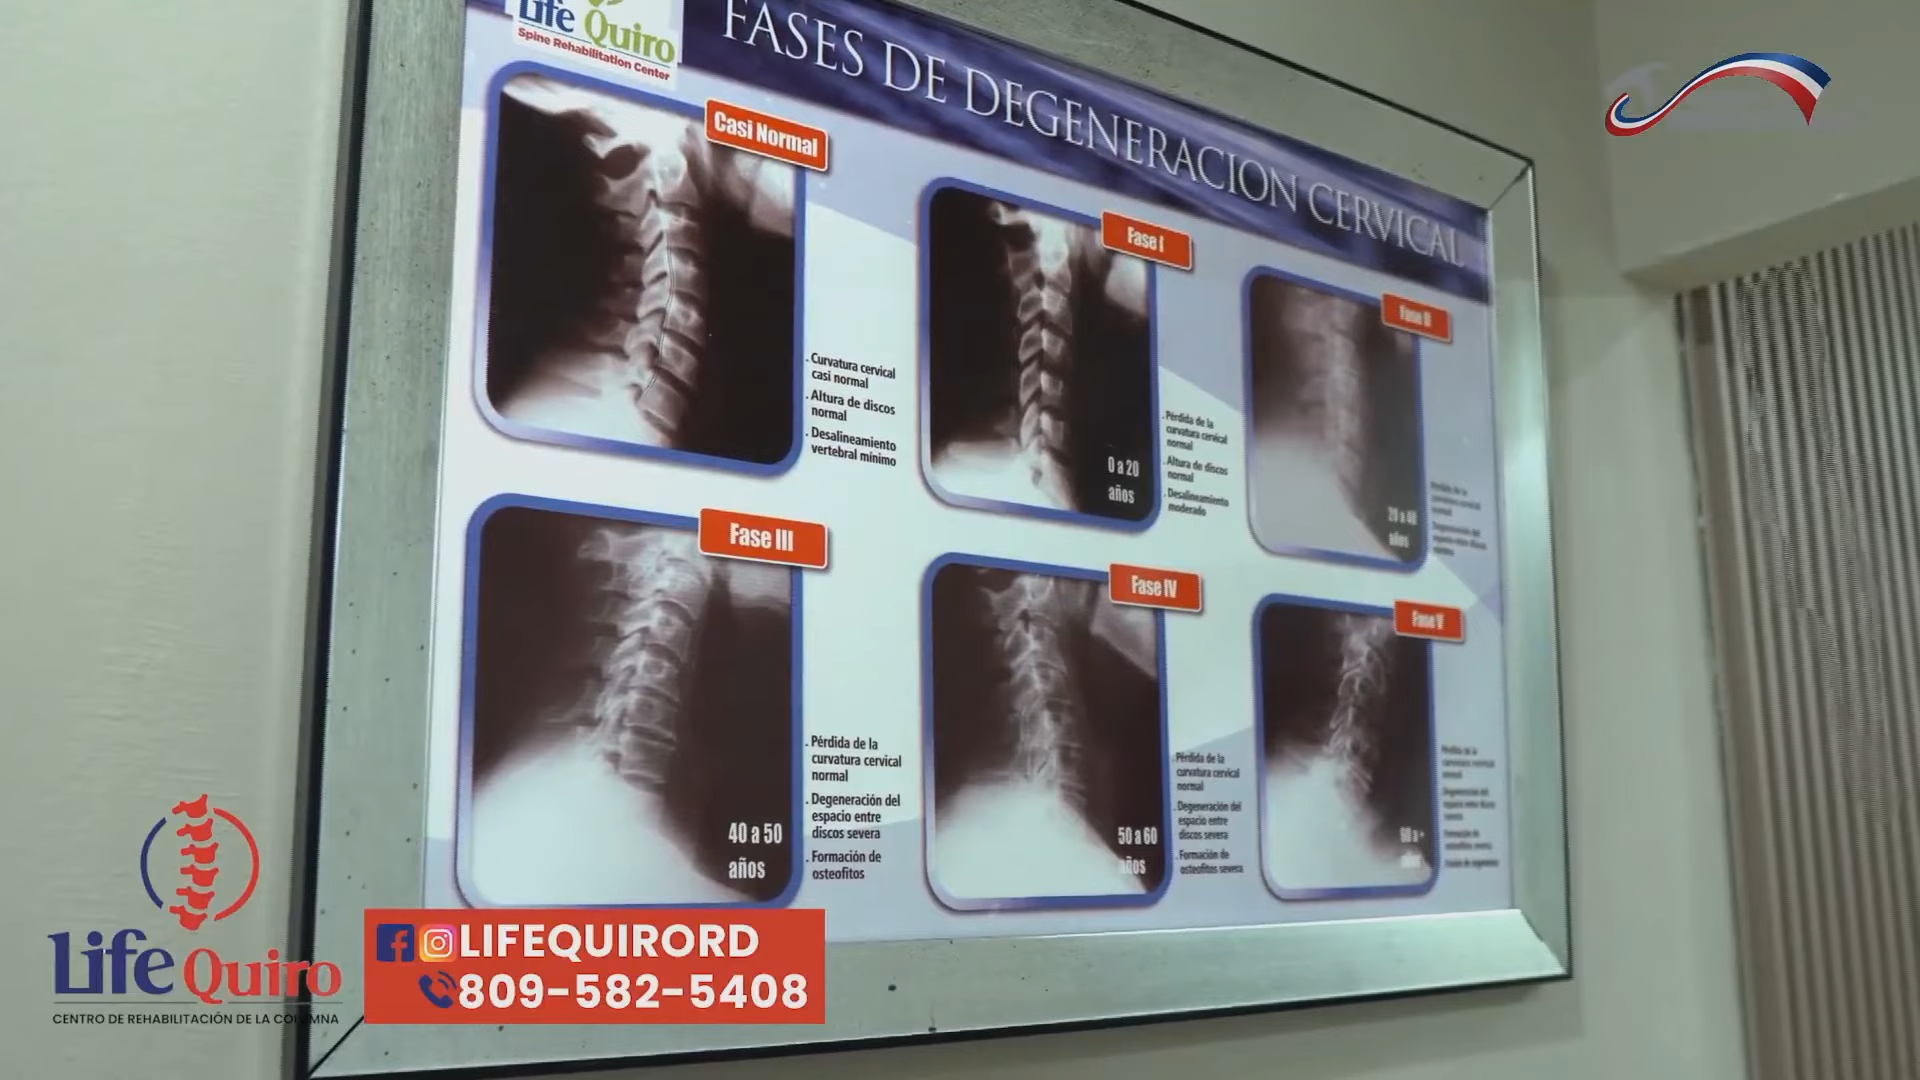 Life Quiro
Spine Rehabilitation Center
FASES DE DEGENERACION CERVICAL
Casi Normal
. Curvatura cervical
casi normal
. Altura de discos
normal
. Desalineamiento
vertebral mínimo
Fase I
0 a 20
años
. Pérdida de la
curvatura cervical
normal
. Altura de discos
normal
. Desalineamiento
moderado
Fase II
20 a 40
años
Fase III
40 a 50
años
. Pérdida de la
curvatura cervical
normal
. Degeneración del
espacio entre
discos severa
. Formación de
osteofitos
Fase IV
50 a 60
años
. Pérdida de la
curvatura cervical
normal
. Degeneración del
espacio entre
discos severa
. Formación de
osteofitos severa
Fase V
Life Quiro
CENTRO DE REHABILITACIÓN DE LA COLUMNA
LIFEQUIRORD
809-582-5408